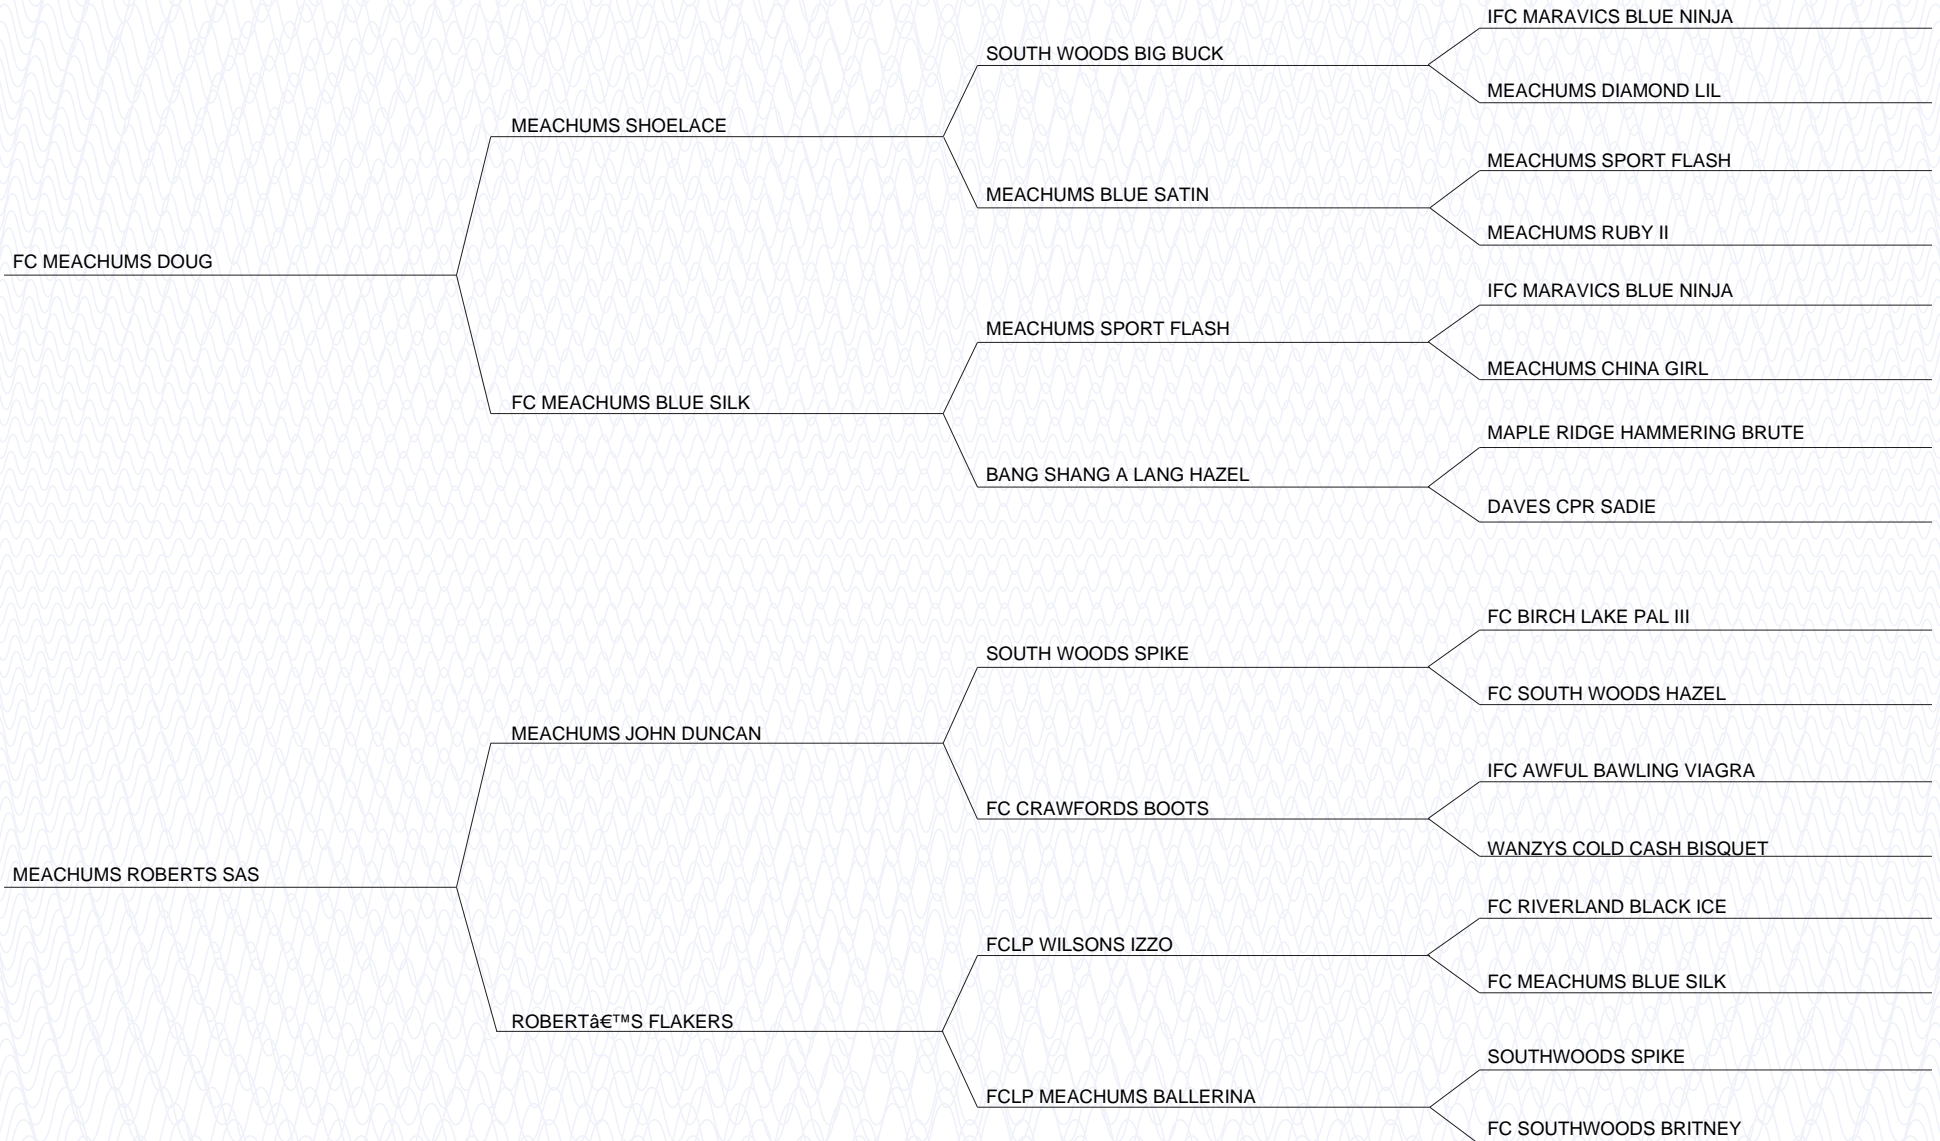 IFC MARAVICS BLUE NINJA
SOUTH WOODS BIG BUCK
MEACHUMS DIAMOND LIL
MEACHUMS SHOELACE
MEACHUMS SPORT FLASH
MEACHUMS BLUE SATIN
MEACHUMS RUBY II
FC MEACHUMS DOUG
IFC MARAVICS BLUE NINJA
MEACHUMS SPORT FLASH
MEACHUMS CHINA GIRL
FC MEACHUMS BLUE SILK
MAPLE RIDGE HAMMERING BRUTE
BANG SHANG A LANG HAZEL
DAVES CPR SADIE
FC BIRCH LAKE PAL III
SOUTH WOODS SPIKE
FC SOUTH WOODS HAZEL
MEACHUMS JOHN DUNCAN
IFC AWFUL BAWLING VIAGRA
FC CRAWFORDS BOOTS
WANZYS COLD CASH BISQUET
MEACHUMS ROBERTS SAS
FC RIVERLAND BLACK ICE
FCLP WILSONS IZZO
FC MEACHUMS BLUE SILK
ROBERTâ€™S FLAKERS
SOUTHWOODS SPIKE
FCLP MEACHUMS BALLERINA
FC SOUTHWOODS BRITNEY